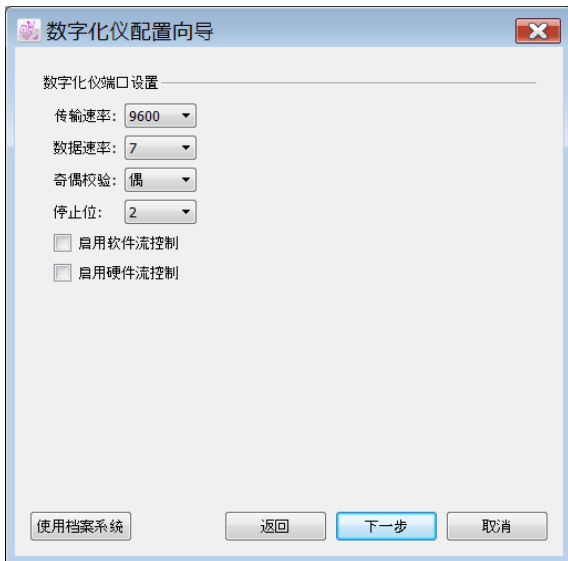 数字化仪配置向导
数字化仪端口设置
传输速率: 9600
数据速率: 7
奇偶校验: 偶
停止位: 2
启用软件流控制
启用硬件流控制
使用档案系统 返回 下一步 取消